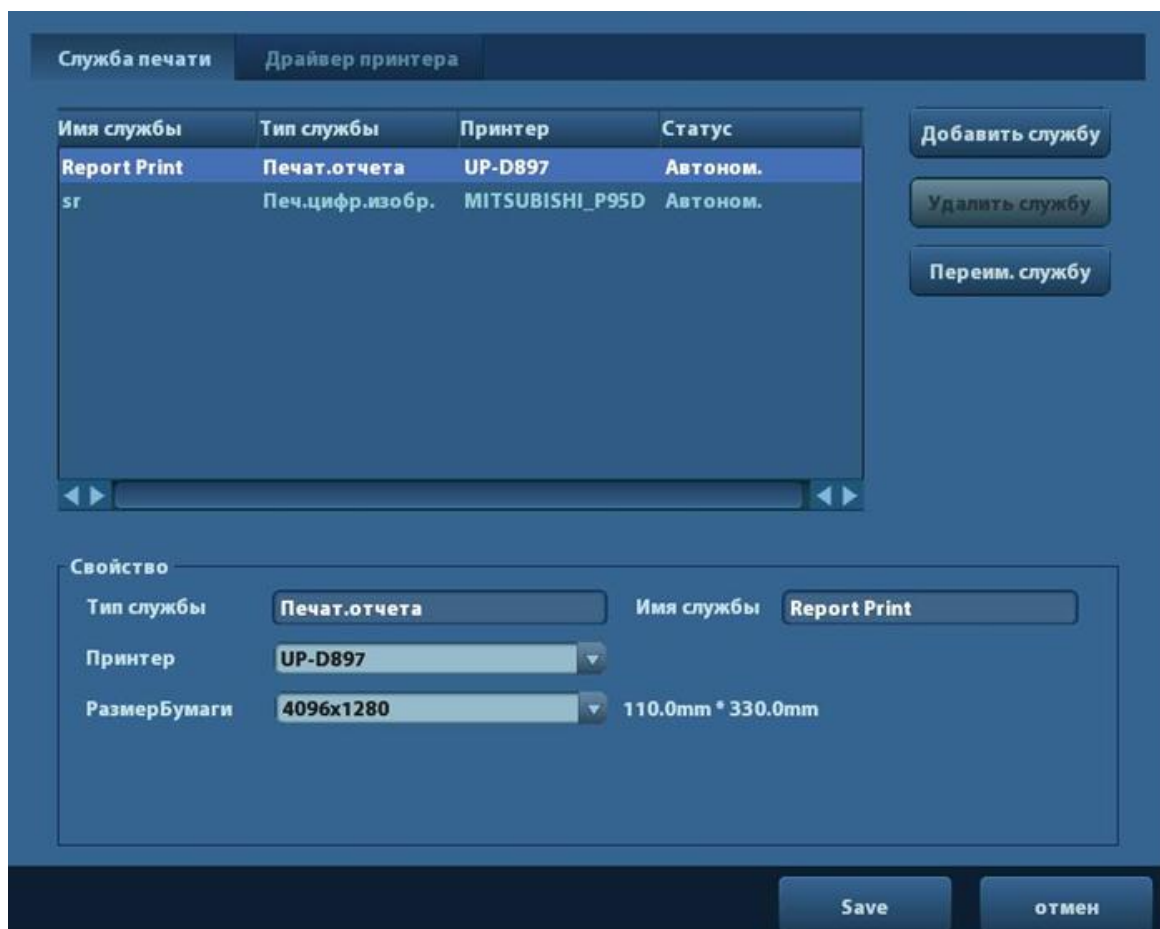 Служба печати Драйвер принтера
Имя службы Тип службы Принтер Статус
Report Print Печат.отчета UP-D897 Автоном.
sr Печ.цифр.изобр. MITSUBISHI_P95D Автоном.
Добавить службу
Удалить службу
Переим. службу
Свойство
Тип службы Печат.отчета Имя службы Report Print
Принтер UP-D897
РазмерБумаги 4096x1280 110.0mm * 330.0mm
Save отмен